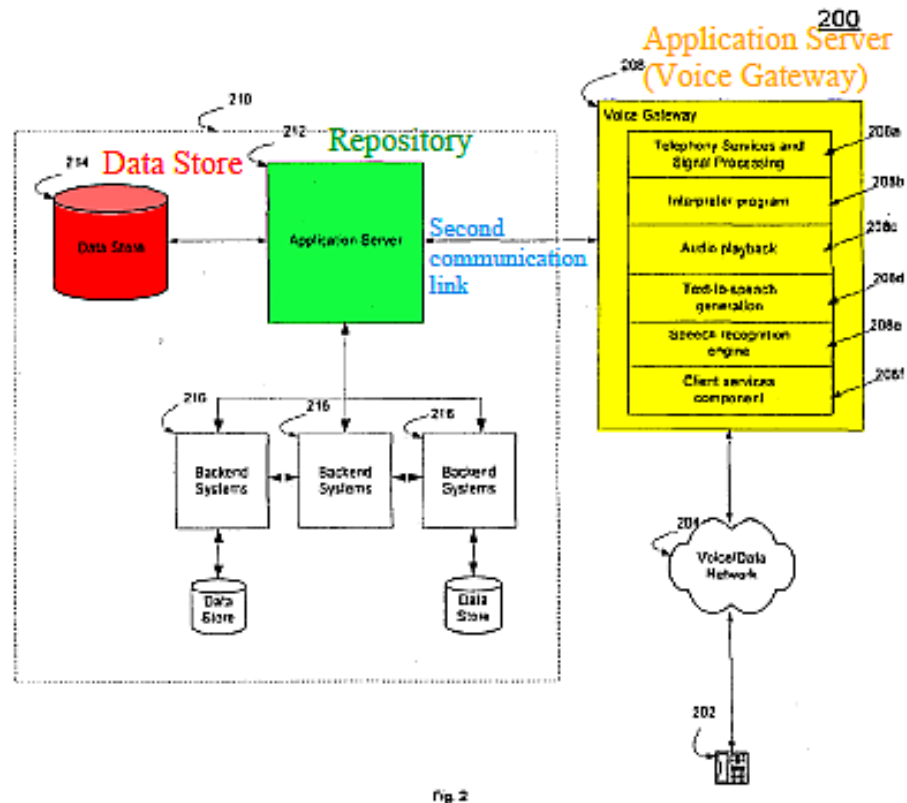 200
Application Server
(Voice Gateway)
208
210
Voice Gateway
212
Repository
214
Data Store
Telephony Services and
Signal Processing
208a
Interpreter program
208b
Data Store
Application Server
Second
communication
link
Audio playback
208c
Text-to-speech
generation
208d
Speech recognition
engine
208e
Client services
component
208f
216
216
216
Backend
Systems
Backend
Systems
Backend
Systems
204
Voice/Data
Network
Data
Store
Data
Store
202
Fig. 2